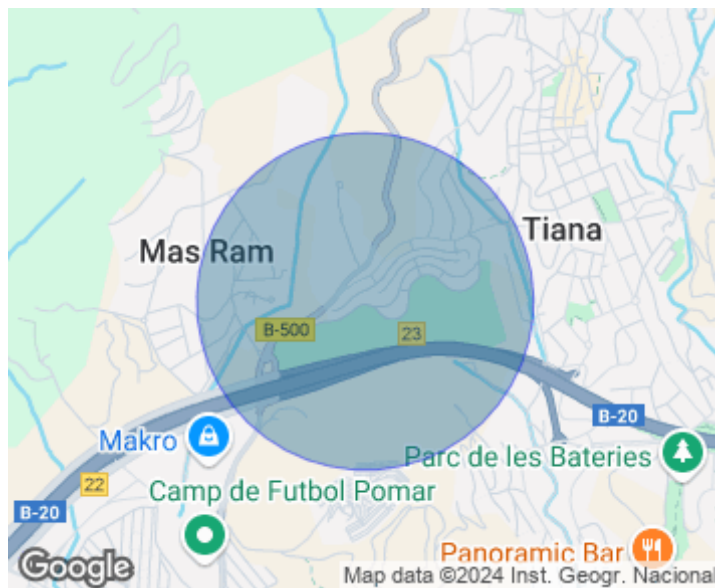 Tiana
Mas Ram
B-500
23
B-20
Makro
Parc de les Bateries
22
Camp de Futbol Pomar
B-20
Panoramic Bar
Google
Map data ©2024 Inst. Geogr. Nacional